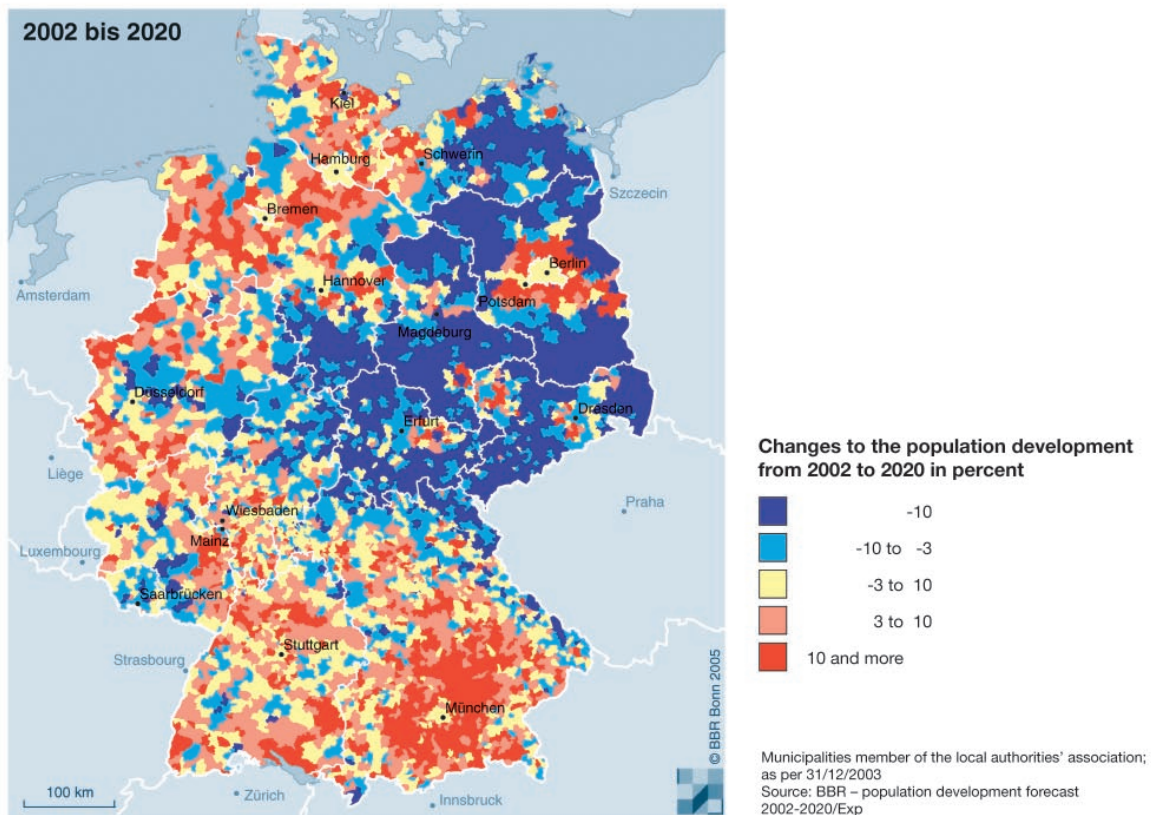 2002 bis 2020
Kiel
Hamburg
Schwerin
Szczecin
Bremen
Berlin
Amsterdam
Hannover
Potsdam
Magdeburg
Düsseldorf
Erfurt
Dresden
Liège
Praha
Wiesbaden
Mainz
Luxembourg
Saarbrücken
Stuttgart
Strasbourg
München
Zürich
Innsbruck
100 km
© BBR Bonn 2005
Changes to the population development
from 2002 to 2020 in percent
-10
-10 to -3
-3 to 10
3 to 10
10 and more
Municipalities member of the local authorities' association;
as per 31/12/2003
Source: BBR – population development forecast
2002-2020/Exp